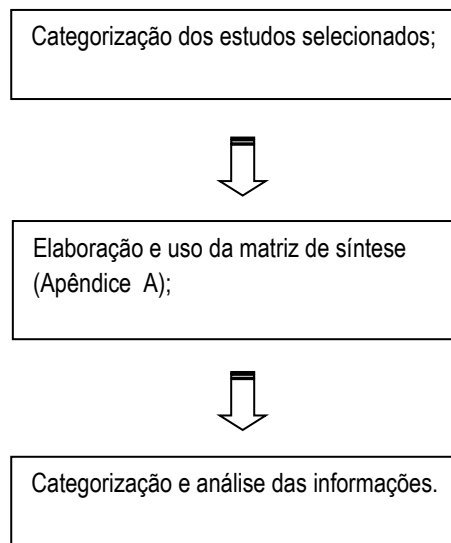 Categorização dos estudos selecionados;
Elaboração e uso da matriz de síntese
(Apêndice A);
Categorização e análise das informações.